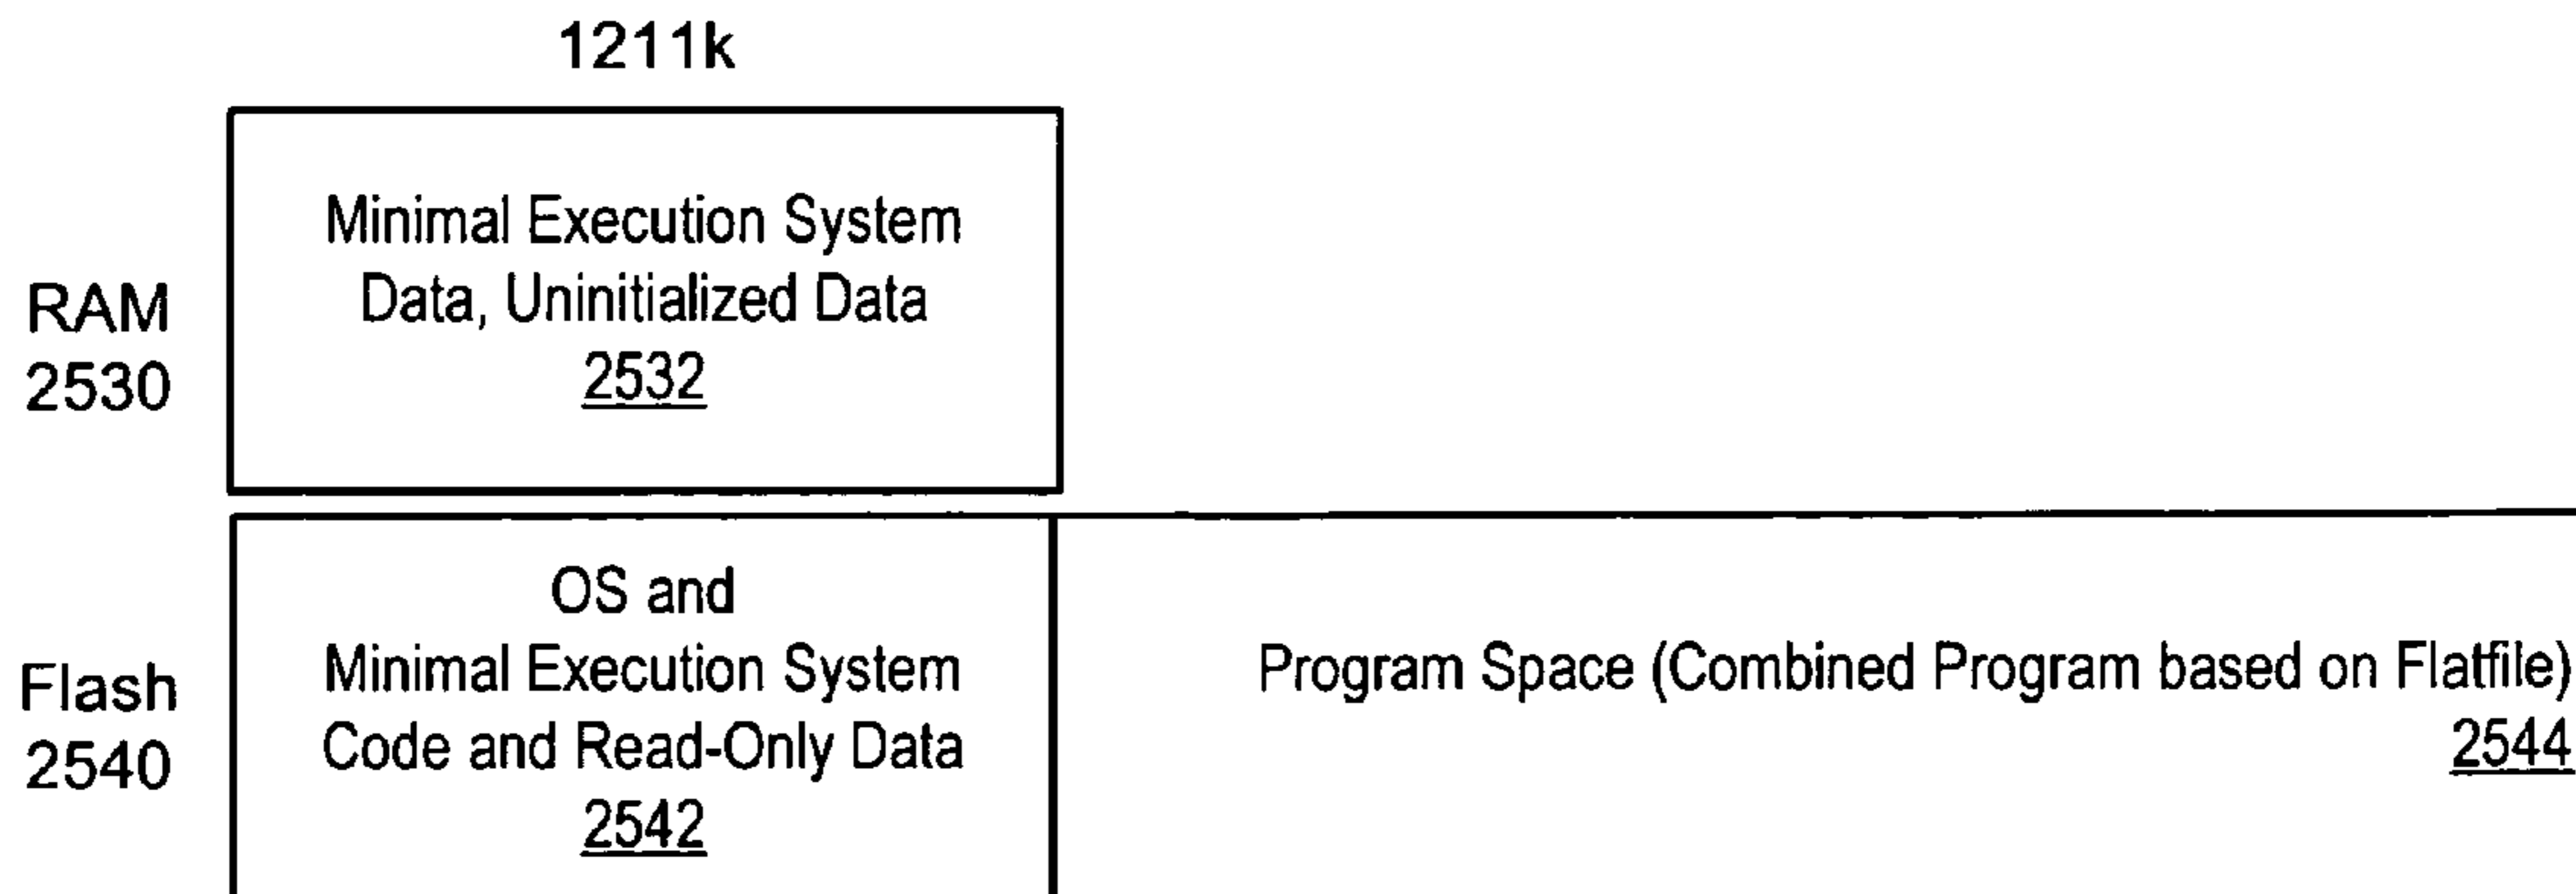 1211k
Minimal Execution System
Data, Uninitialized Data
2532
RAM
2530
OS and
Minimal Execution System
Code and Read-Only Data
2542
Flash
2540
Program Space (Combined Program based on Flatfile)
2544